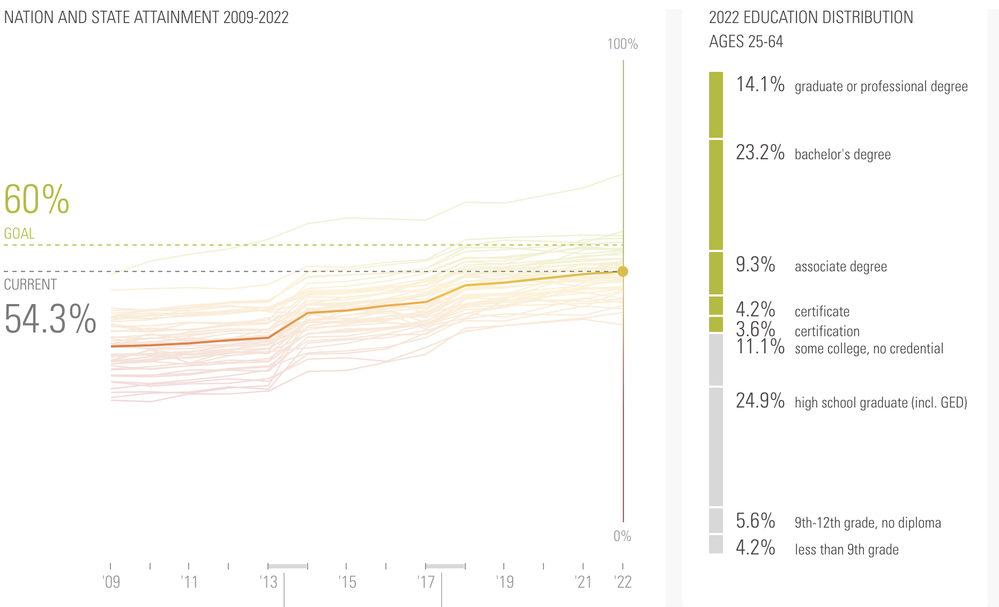 NATION AND STATE ATTAINMENT 2009-2022
100%
60%
GOAL
CURRENT
54.3%
0%
'09 '11 '13 '15 '17 '19 '21 '22
2022 EDUCATION DISTRIBUTION
AGES 25-64
14.1% graduate or professional degree
23.2% bachelor's degree
9.3% associate degree
4.2% certificate
3.6% certification
11.1% some college, no credential
24.9% high school graduate (incl. GED)
5.6% 9th-12th grade, no diploma
4.2% less than 9th grade